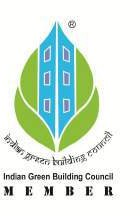 ®
indian green building council
Indian Green Building Council
MEMBER